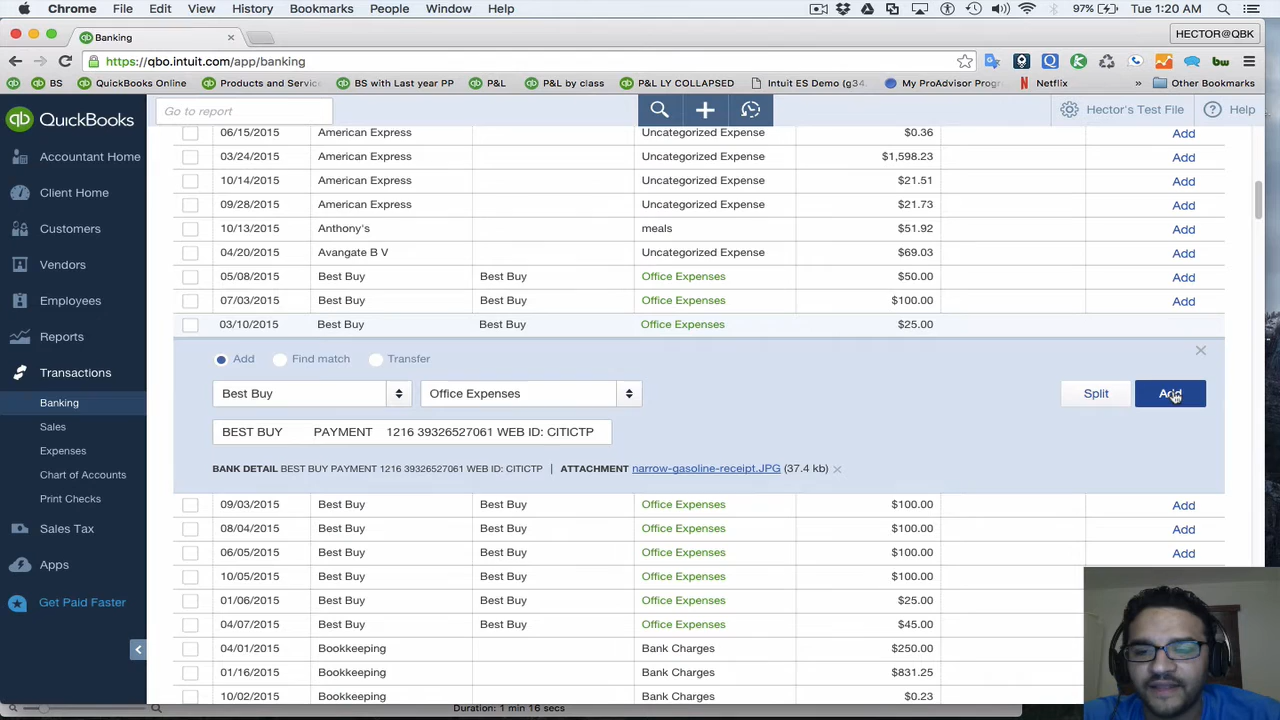 Chrome File Edit View History Bookmarks People Window Help 97% Tue 1:20 AM
Banking HECTOR@QBK
https://qbo.intuit.com/app/banking
BS QuickBooks Online Products and Servic BS with Last year PP P&L P&L by class P&L LY COLLAPSED Intuit ES Demo (g34. My ProAdvisor Progr Netflix » Other Bookmarks
qb QuickBooks Go to report Hector's Test File ? Help
Accountant Home
Client Home
Customers
Vendors
Employees
Reports
Transactions
Banking
Sales
Expenses
Chart of Accounts
Print Checks
Sales Tax
Apps
Get Paid Faster
06/15/2015 American Express Uncategorized Expense $0.36 Add
03/24/2015 American Express Uncategorized Expense $1,598.23 Add
10/14/2015 American Express Uncategorized Expense $21.51 Add
09/28/2015 American Express Uncategorized Expense $21.73 Add
10/13/2015 Anthony's meals $51.92 Add
04/20/2015 Avangate B V Uncategorized Expense $69.03 Add
05/08/2015 Best Buy Best Buy Office Expenses $50.00 Add
07/03/2015 Best Buy Best Buy Office Expenses $100.00 Add
03/10/2015 Best Buy Best Buy Office Expenses $25.00
Add Find match Transfer
Best Buy Office Expenses Split Add
BEST BUY PAYMENT 1216 39326527061 WEB ID: CITICTP
BANK DETAIL BEST BUY PAYMENT 1216 39326527061 WEB ID: CITICTP | ATTACHMENT narrow-gasoline-receipt.JPG (37.4 kb)
09/03/2015 Best Buy Best Buy Office Expenses $100.00 Add
08/04/2015 Best Buy Best Buy Office Expenses $100.00 Add
06/05/2015 Best Buy Best Buy Office Expenses $100.00 Add
10/05/2015 Best Buy Best Buy Office Expenses $100.00
01/06/2015 Best Buy Best Buy Office Expenses $25.00
04/07/2015 Best Buy Best Buy Office Expenses $45.00
04/01/2015 Bookkeeping Bank Charges $250.00
01/16/2015 Bookkeeping Bank Charges $831.25
10/02/2015 Bookkeeping Bank Charges $0.23
Duration: 1 min 16 secs